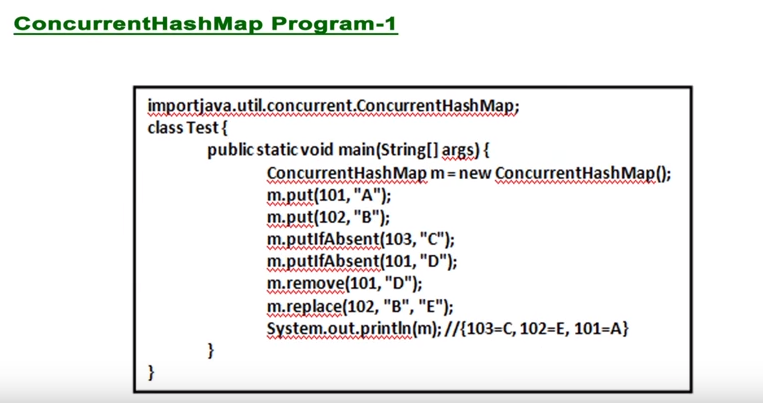 ConcurrentHashMap Program-1
importjava.util.concurrent.ConcurrentHashMap;
class Test {
public static void main(String[] args) {
ConcurrentHashMap m = new ConcurrentHashMap();
m.put(101, "A");
m.put(102, "B");
m.putIfAbsent(103, "C");
m.putIfAbsent(101, "D");
m.remove(101, "D");
m.replace(102, "B", "E");
System.out.println(m); //{103=C, 102=E, 101=A}
}
}